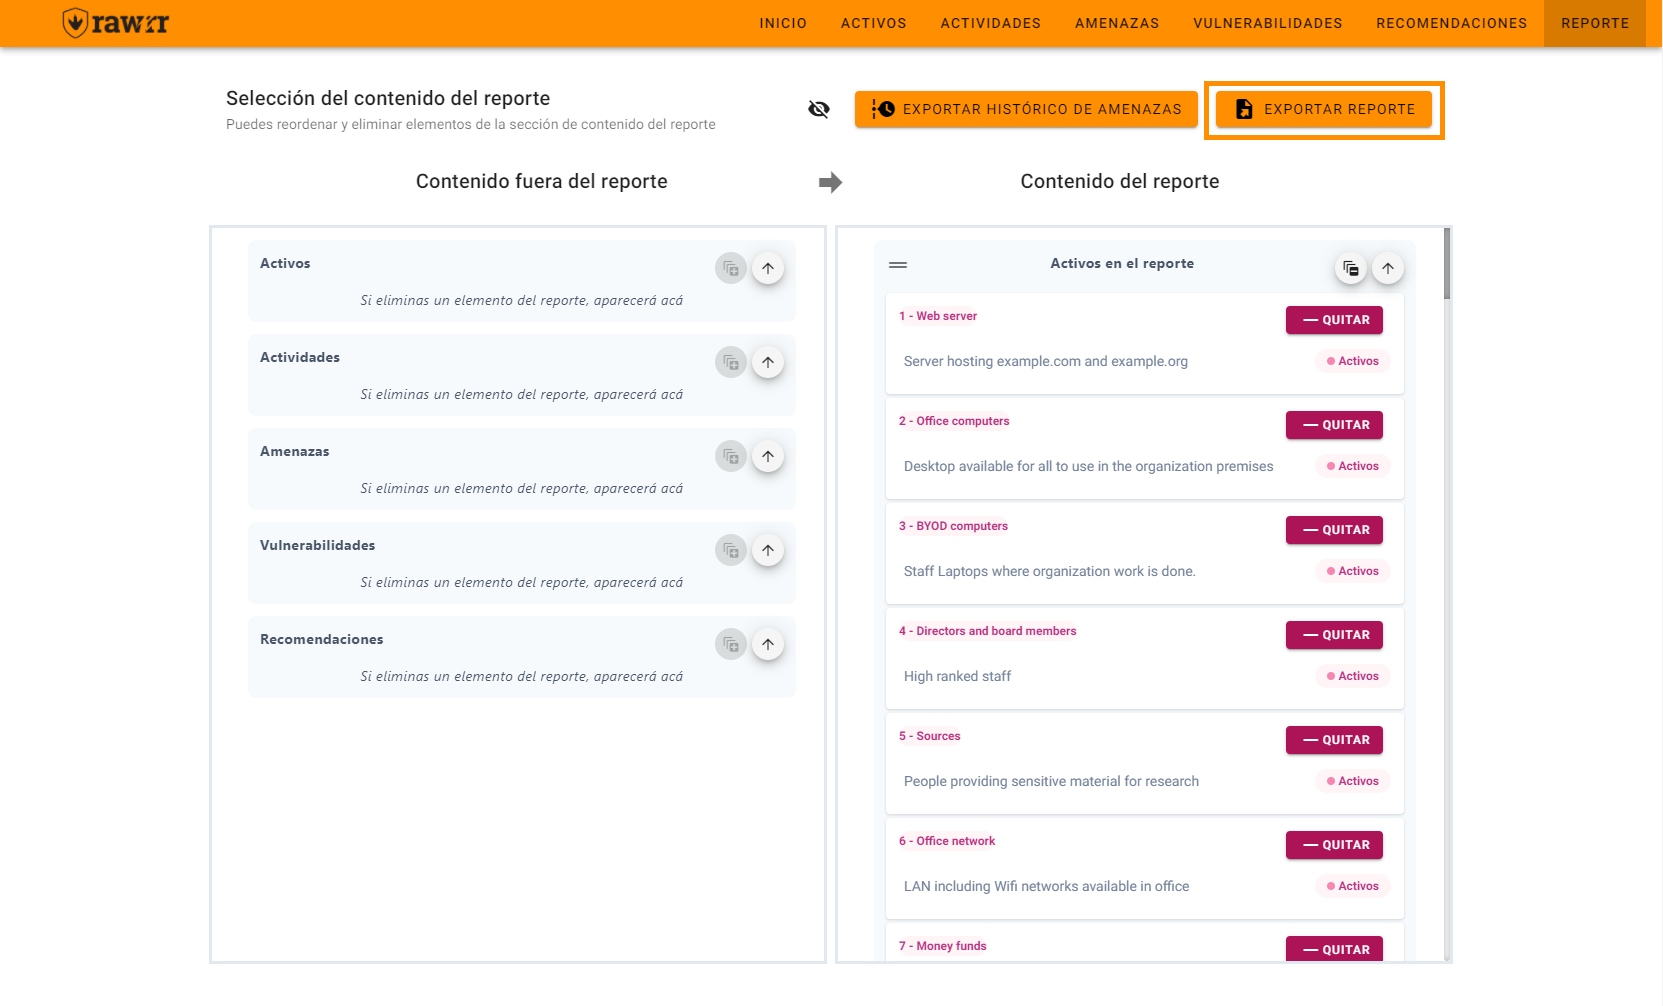 rawrr
INICIO ACTIVOS ACTIVIDADES AMENAZAS VULNERABILIDADES RECOMENDACIONES REPORTE
Selección del contenido del reporte
Puedes reordenar y eliminar elementos de la sección de contenido del reporte
EXPORTAR HISTÓRICO DE AMENAZAS
EXPORTAR REPORTE
Contenido fuera del reporte
Contenido del reporte
Activos
Si eliminas un elemento del reporte, aparecerá acá
Actividades
Si eliminas un elemento del reporte, aparecerá acá
Amenazas
Si eliminas un elemento del reporte, aparecerá acá
Vulnerabilidades
Si eliminas un elemento del reporte, aparecerá acá
Recomendaciones
Si eliminas un elemento del reporte, aparecerá acá
Activos en el reporte
1 - Web server
QUITAR
Server hosting example.com and example.org
Activos
2 - Office computers
QUITAR
Desktop available for all to use in the organization premises
Activos
3 - BYOD computers
QUITAR
Staff Laptops where organization work is done.
Activos
4 - Directors and board members
QUITAR
High ranked staff
Activos
5 - Sources
QUITAR
People providing sensitive material for research
Activos
6 - Office network
QUITAR
LAN including Wifi networks available in office
Activos
7 - Money funds
QUITAR